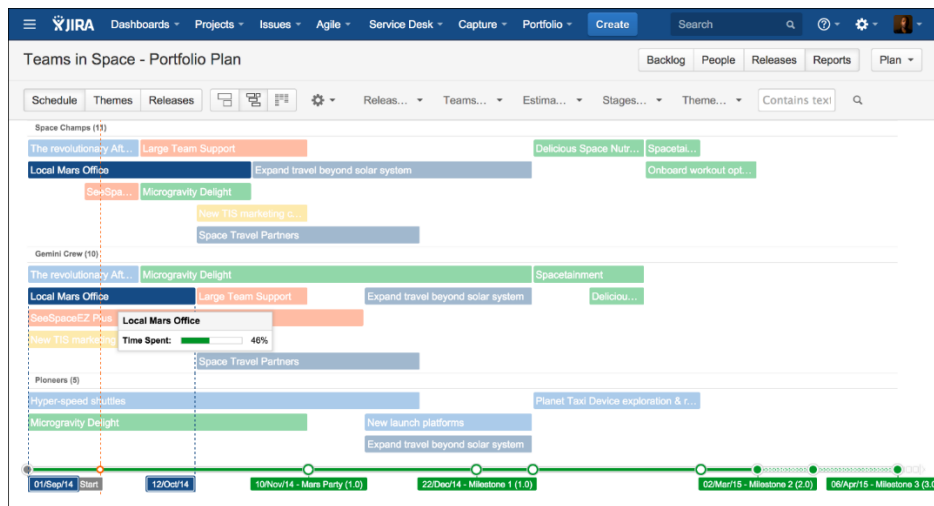 JIRA Dashboards Projects Issues Agile Service Desk Capture Portfolio Create Search
Teams in Space - Portfolio Plan Backlog People Releases Reports Plan
Schedule Themes Releases Releas... Teams... Estima... Stages... Theme... Contains text
Space Champs (11)
The revolutionary Aft... Large Team Support Delicious Space Nutr... Spacetai...
Local Mars Office Expand travel beyond solar system Onboard workout opt...
SeeSpa... Microgravity Delight
New TIS marketing c...
Space Travel Partners
Gemini Crew (10)
The revolutionary Aft... Microgravity Delight Spacetainment
Local Mars Office Large Team Support Expand travel beyond solar system Deliciou...
SeeSpaceEZ Plus
Local Mars Office
New TIS marketing
Time Spent: 46%
Space Travel Partners
Pioneers (5)
Hyper-speed shuttles Planet Taxi Device exploration & r...
Microgravity Delight New launch platforms
Expand travel beyond solar system
01/Sep/14 Start 12/Oct/14 10/Nov/14 - Mars Party (1.0) 22/Dec/14 - Milestone 1 (1.0) 02/Mar/15 - Milestone 2 (2.0) 06/Apr/15 - Milestone 3 (3.0